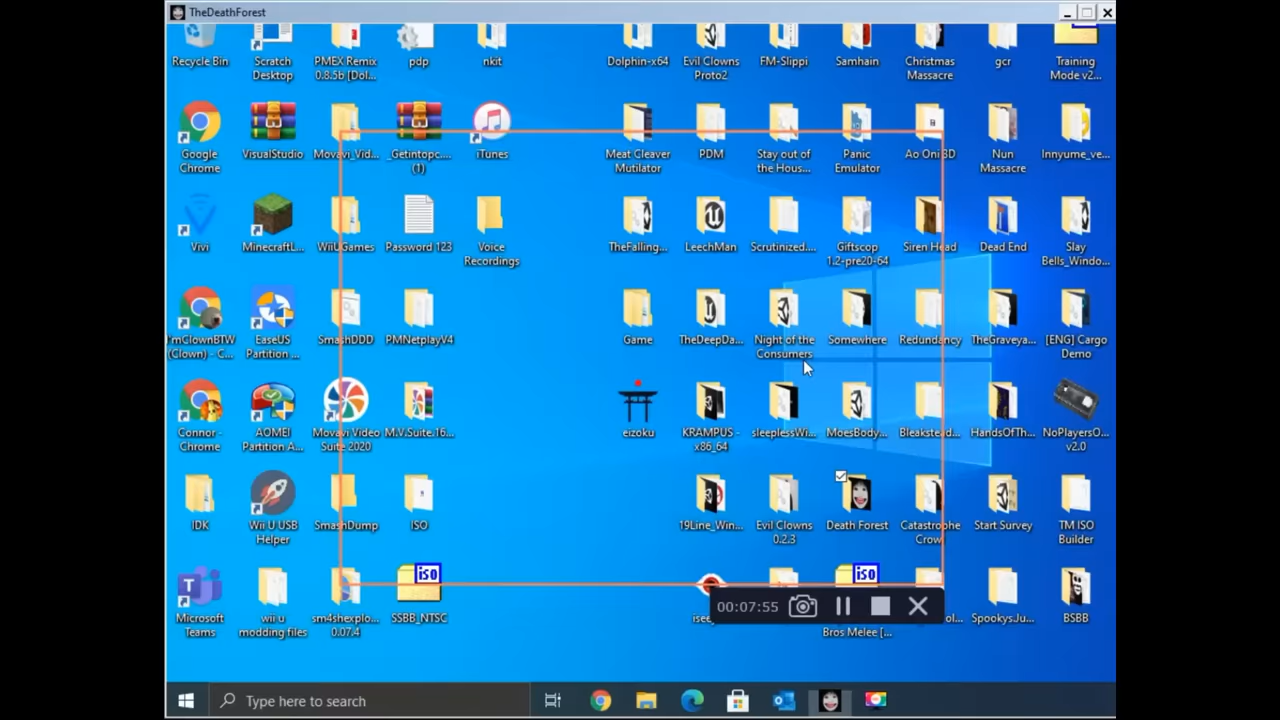 TheDeathForest
Recycle Bin
Scratch
Desktop
PMEX Remix
0.8.5b [Dol...
pdp
nkit
Dolphin-x64
Evil Clowns
Proto2
FM-Slippi
Samhain
Christmas
Massacre
gcr
Training
Mode v2...
Google
Chrome
VisualStudio
Movavi_Vid...
_Getintopc....
(1)
iTunes
Meat Cleaver
Mutilator
PDM
Stay out of
the Hous...
Panic
Emulator
Ao Oni 3D
Nun
Massacre
Innyume_ve...
Vivi
MinecraftL...
WiiUGames
Password 123
Voice
Recordings
TheFalling...
LeechMan
Scrutinized....
Giftscop
1.2-pre20-64
Siren Head
Dead End
Slay
Bells_Windo...
I'mClownBTW
(Clown) - C...
EaseUS
Partition ...
SmashDDD
PMNetplayV4
Game
TheDeepDa...
Night of the
Consumers
Somewhere
Redundancy
TheGraveya...
[ENG] Cargo
Demo
Connor -
Chrome
AOMEI
Partition A...
Movavi Video
Suite 2020
M.V.Suite.16...
eizoku
KRAMPUS -
x86_64
sleeplessWi...
MoesBody...
Bleakstead...
HandsOfTh...
NoPlayersO...
v2.0
IDK
Wii U USB
Helper
SmashDump
ISO
19Line_Win...
Evil Clowns
0.2.3
Death Forest
Catastrophe
Crow
Start Survey
TM ISO
Builder
Microsoft
Teams
wii u
modding files
sm4shexplo...
0.07.4
iso
SSBB_NTSC
iso
Bros Melee [...
SpookysJu...
BSBB
00:07:55
Type here to search